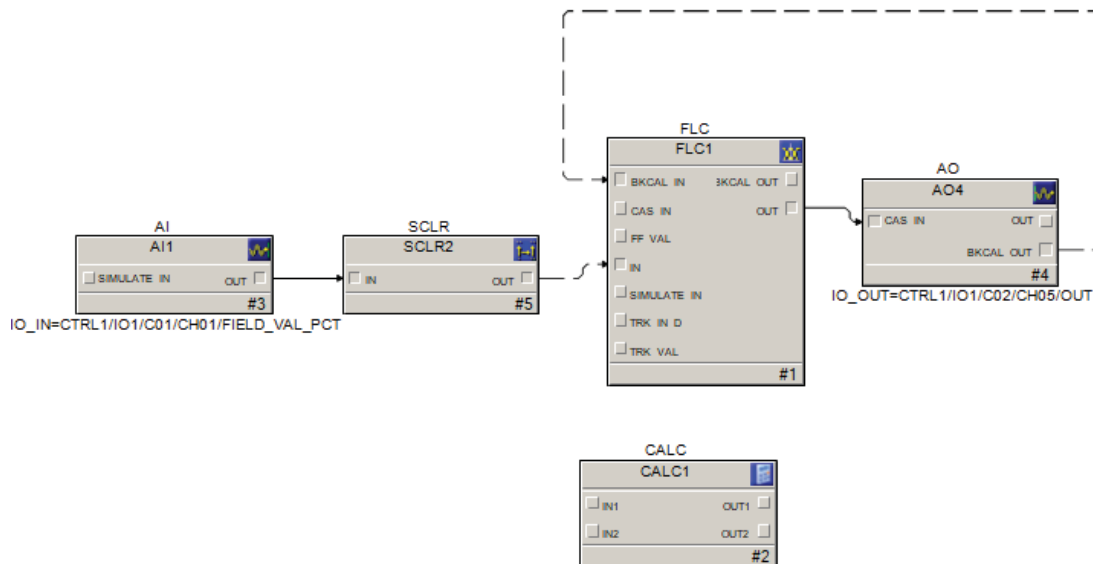 FLC
FLC1
BKCAL IN BKCAL OUT
CAS IN OUT
FF VAL
IN
SIMULATE IN
TRK IN D
TRK VAL
#1
AO
AO4
CAS IN OUT
BKCAL OUT
#4
IO_OUT=CTRL1/IO1/C02/CH05/OUT
AI
AI1
SIMULATE IN OUT
#3
IO_IN=CTRL1/IO1/C01/CH01/FIELD_VAL_PCT
SCLR
SCLR2
IN OUT
#5
CALC
CALC1
IN1 OUT1
IN2 OUT2
#2